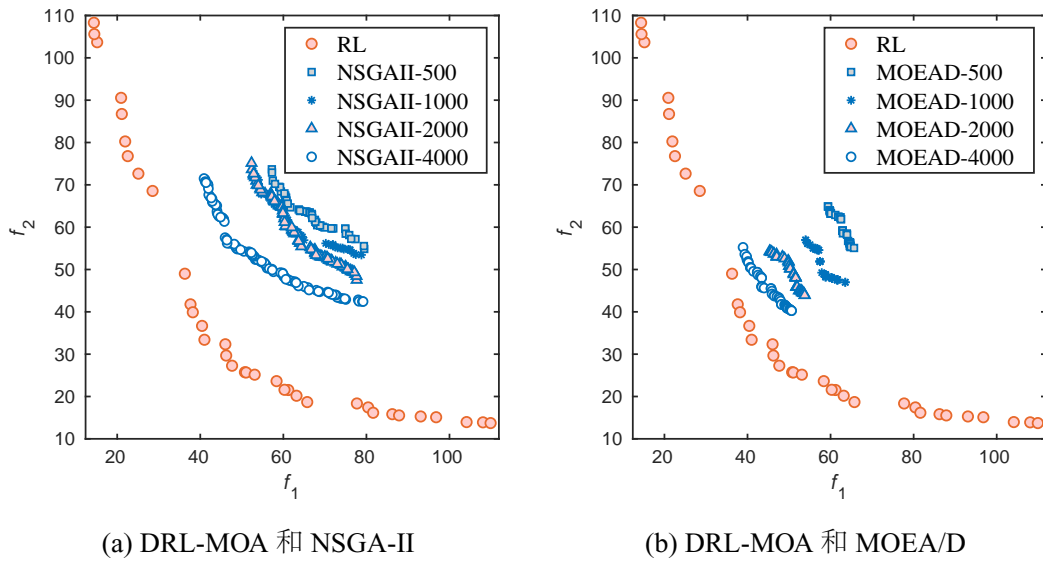 110
100
90
80
70
60
50
40
30
20
10
f2
20
40
60
80
100
f1
RL
NSGAII-500
NSGAII-1000
NSGAII-2000
NSGAII-4000
(a) DRL-MOA 和 NSGA-II
110
100
90
80
70
60
50
40
30
20
10
f2
20
40
60
80
100
f1
RL
MOEAD-500
MOEAD-1000
MOEAD-2000
MOEAD-4000
(b) DRL-MOA 和 MOEA/D